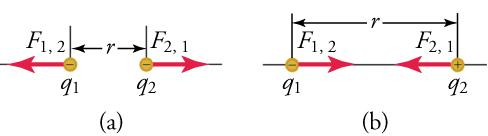 F1, 2 r F2, 1
- -
q1 q2
(a)
r
F1, 2 F2, 1
- +
q1 q2
(b)